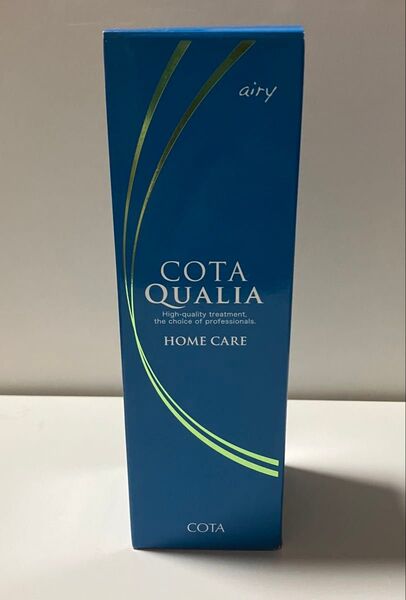 airy
COTA
QUALIA
High-quality treatment,
the choice of professionals.
HOME CARE
COTA